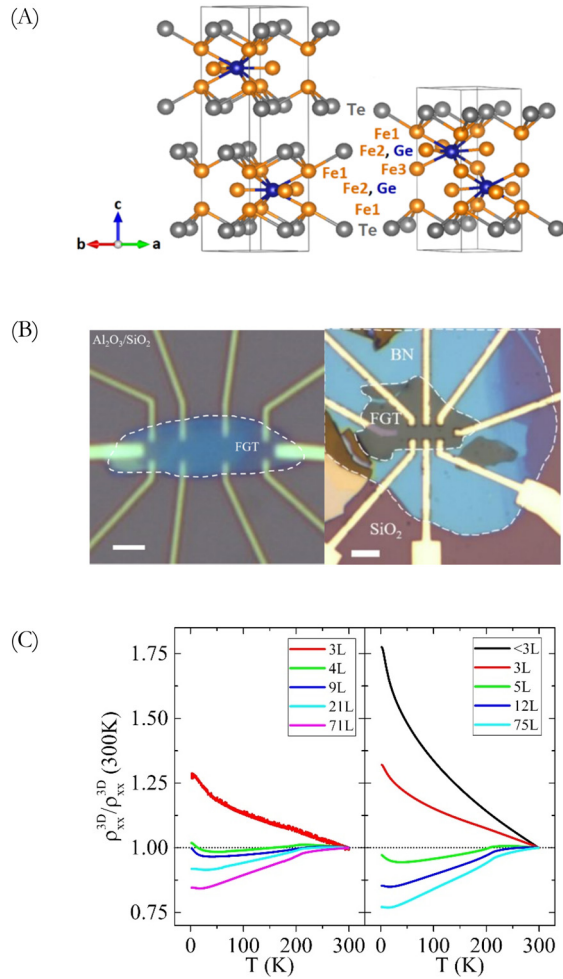 (A)
Te
Fe1
Fe2, Ge
Fe3
Fe1
Fe2, Ge
Fe1
Te
c
b
a
(B)
Al₂O₃/SiO₂
FGT
BN
FGT
SiO₂
(C)
ρ³ᴰₓₓ/ρ³ᴰₓₓ (300K)
1.75
1.50
1.25
1.00
0.75
3L
4L
9L
21L
71L
<3L
3L
5L
12L
75L
0 100 200 300
0 100 200 300
T (K)
T (K)